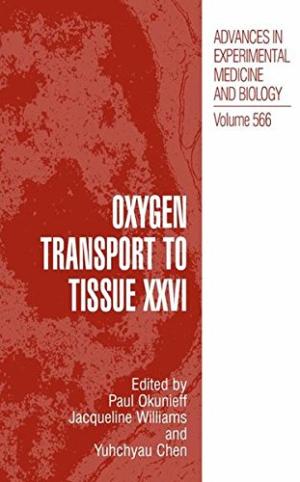 ADVANCES IN
EXPERIMENTAL
MEDICINE
AND BIOLOGY
Volume 566
OXYGEN
TRANSPORT TO
TISSUE XXVI
Edited by
Paul Okunieff
Jacqueline Williams
and
Yuhchyau Chen